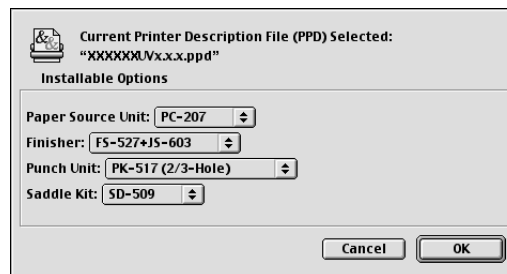 Current Printer Description File (PPD) Selected:
“XXXXXXUVx.x.x.ppd”
Installable Options
Paper Source Unit: PC-207
Finisher: FS-527+JS-603
Punch Unit: PK-517 (2/3-Hole)
Saddle Kit: SD-509
Cancel OK